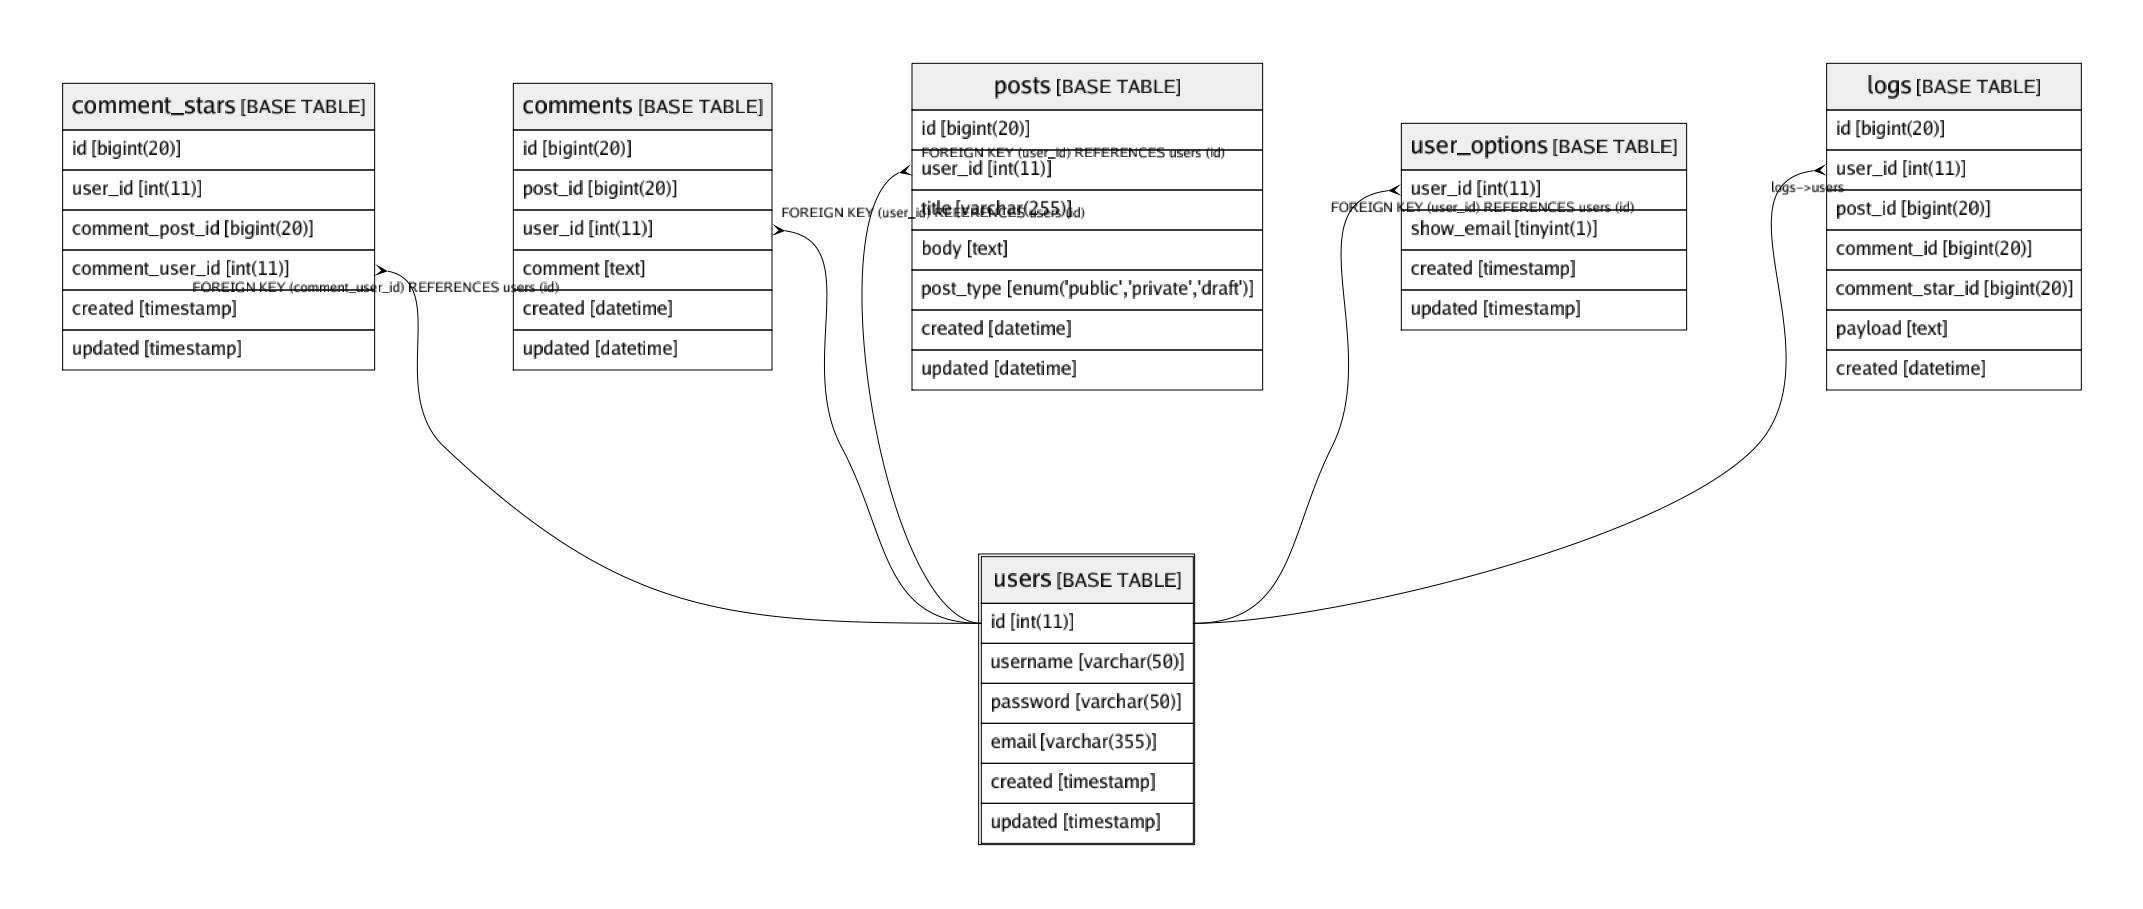 comment_stars [BASE TABLE]
id [bigint(20)]
user_id [int(11)]
comment_post_id [bigint(20)]
comment_user_id [int(11)]
FOREIGN KEY (comment_user_id) REFERENCES users (id)
created [timestamp]
updated [timestamp]
comments [BASE TABLE]
id [bigint(20)]
post_id [bigint(20)]
user_id [int(11)]
FOREIGN KEY (user_id) REFERENCES users (id)
comment [text]
created [datetime]
updated [datetime]
posts [BASE TABLE]
id [bigint(20)]
FOREIGN KEY (user_id) REFERENCES users (id)
user_id [int(11)]
title [varchar(255)]
body [text]
post_type [enum('public','private','draft')]
created [datetime]
updated [datetime]
user_options [BASE TABLE]
user_id [int(11)]
FOREIGN KEY (user_id) REFERENCES users (id)
show_email [tinyint(1)]
created [timestamp]
updated [timestamp]
logs [BASE TABLE]
id [bigint(20)]
user_id [int(11)]
logs->users
post_id [bigint(20)]
comment_id [bigint(20)]
comment_star_id [bigint(20)]
payload [text]
created [datetime]
users [BASE TABLE]
id [int(11)]
username [varchar(50)]
password [varchar(50)]
email [varchar(355)]
created [timestamp]
updated [timestamp]